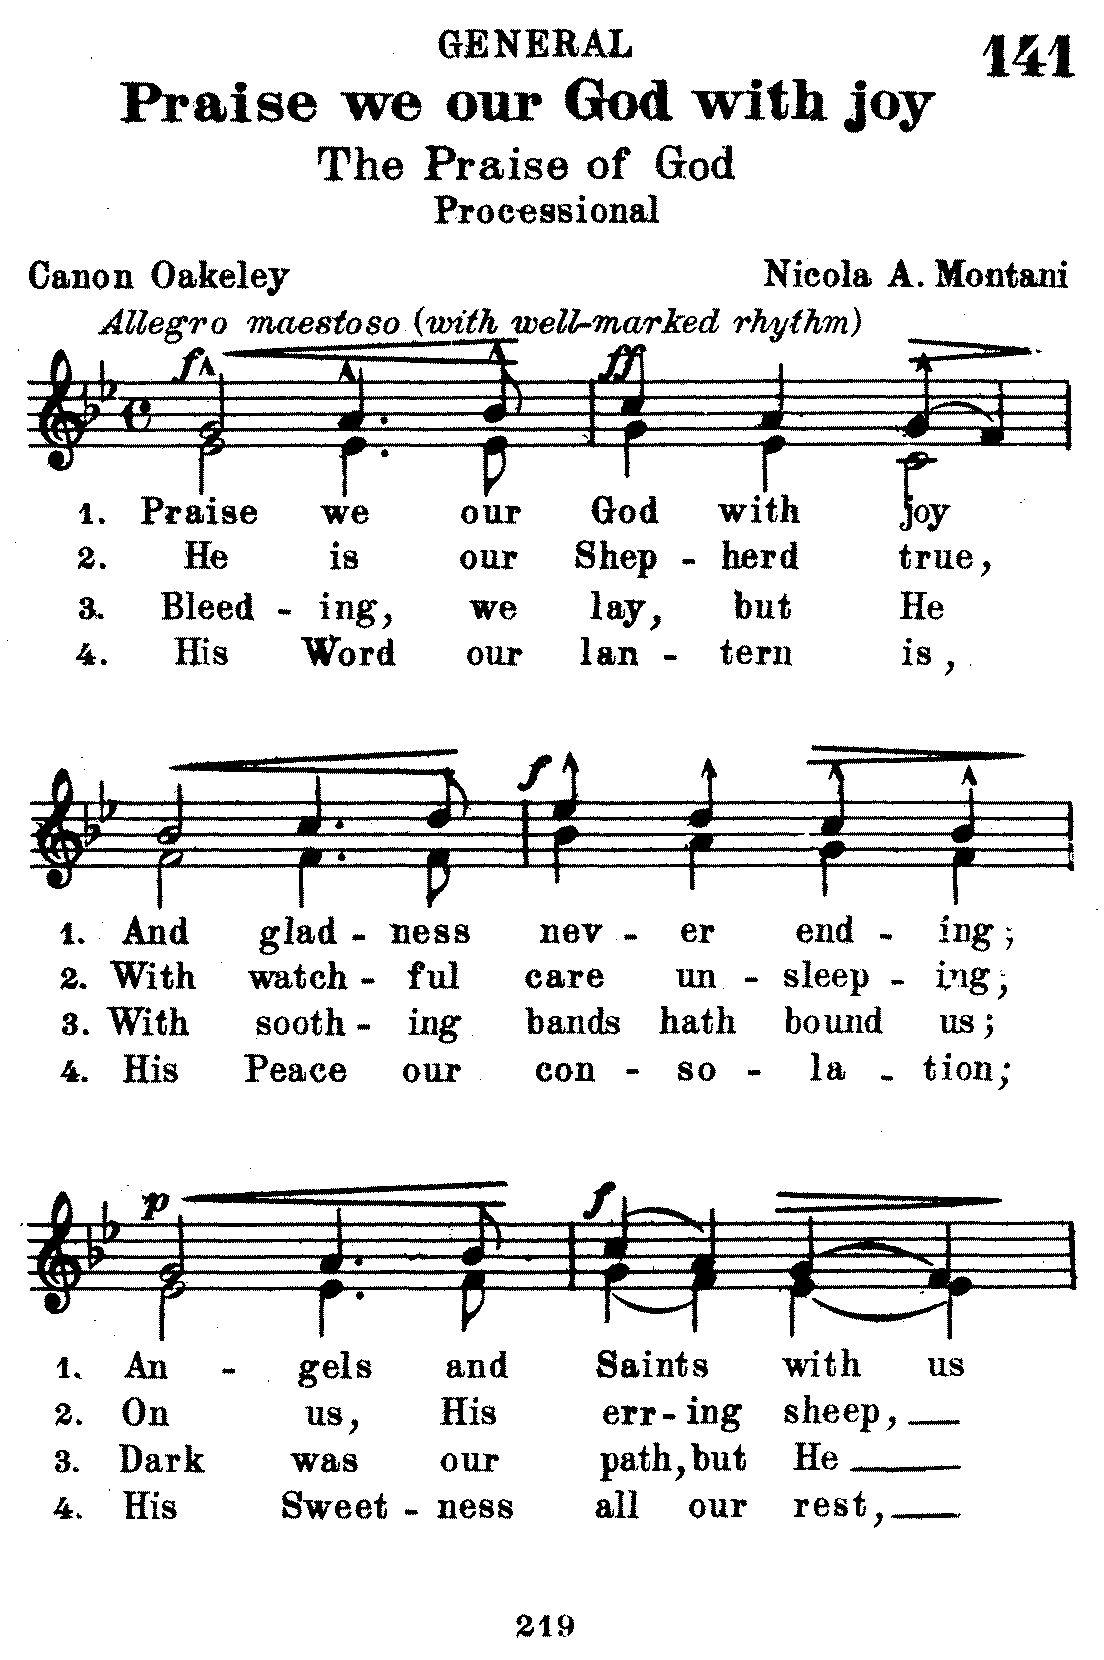 GENERAL
141
Praise we our God with joy
The Praise of God
Processional
Canon Oakeley
Nicola A. Montani
Allegro maestoso (with well-marked rhythm)
f
ff
1. Praise we our God with joy
2. He is our Shep - herd true,
3. Bleed - ing, we lay, but He
4. His Word our lan - tern is,
f
1. And glad - ness nev - er end - ing;
2. With watch - ful care un - sleep - ing;
3. With sooth - ing bands hath bound us;
4. His Peace our con - so - la - tion;
p
f
1. An - gels and Saints with us
2. On us, His err - ing sheep,
3. Dark was our path, but He
4. His Sweet - ness all our rest,
219